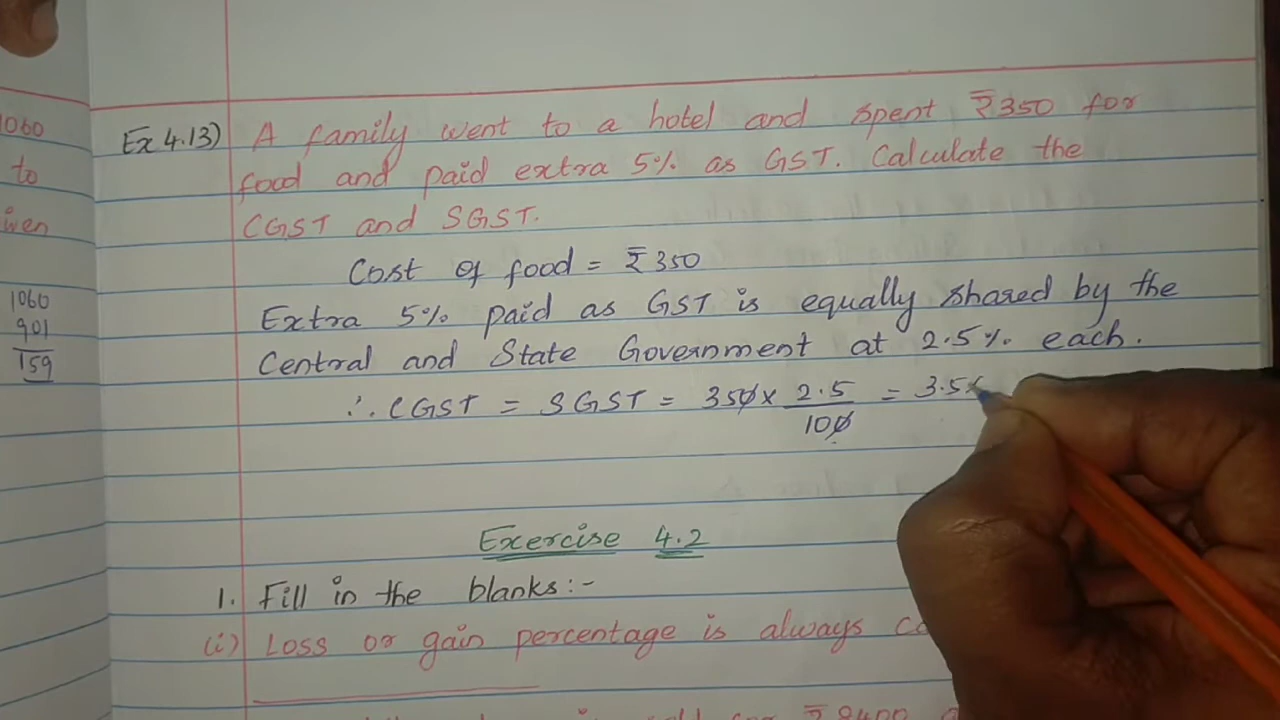 1060
to
iven
1060
901
159
Ex 4.13) A family went to a hotel and spent ₹350 for
food and paid extra 5% as GST. Calculate the
CGST and SGST.
Cost of food = ₹350
Extra 5% paid as GST is equally shared by the
Central and State Government at 2.5% each.
∴ CGST = SGST = 350 × 2.5/100 = 3.5
Exercise 4.2
1. Fill in the blanks:-
(i) Loss or gain percentage is always